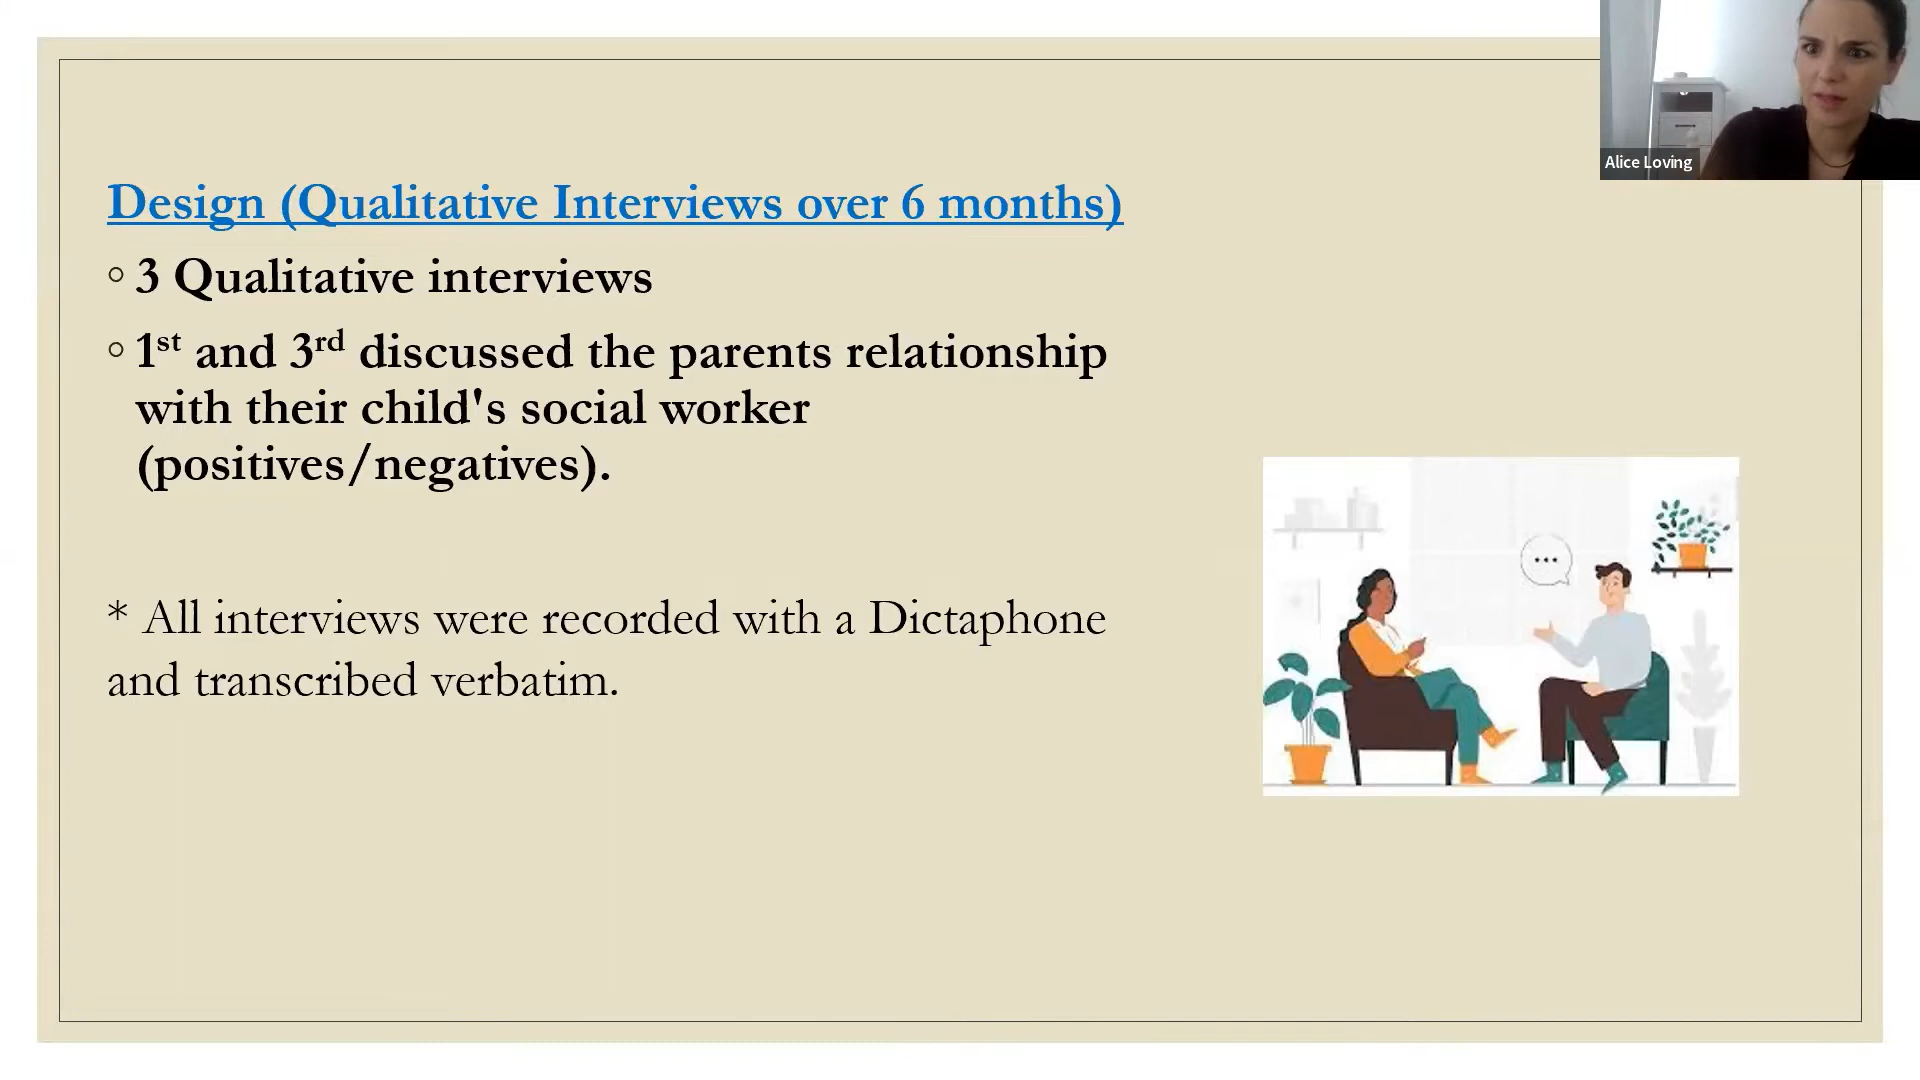 Alice Loving
Design (Qualitative Interviews over 6 months)
3 Qualitative interviews
1st and 3rd discussed the parents relationship
with their child's social worker
(positives/negatives).
* All interviews were recorded with a Dictaphone
and transcribed verbatim.